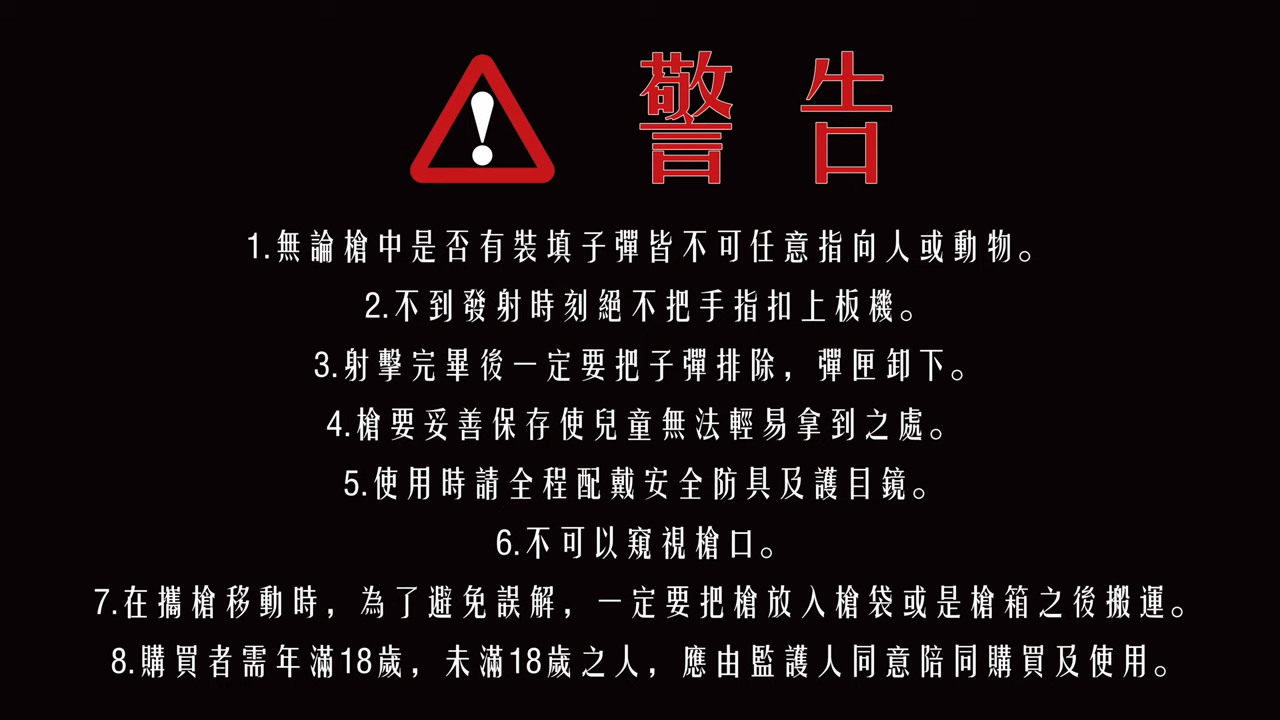 警告
1.無論槍中是否有裝填子彈皆不可任意指向人或動物。
2.不到發射時刻絕不把手指扣上板機。
3.射擊完畢後一定要把子彈排除，彈匣卸下。
4.槍要妥善保存使兒童無法輕易拿到之處。
5.使用時請全程配戴安全防具及護目鏡。
6.不可以窺視槍口。
7.在攜槍移動時，為了避免誤解，一定要把槍放入槍袋或是槍箱之後搬運。
8.購買者需年滿18歲，未滿18歲之人，應由監護人同意陪同購買及使用。